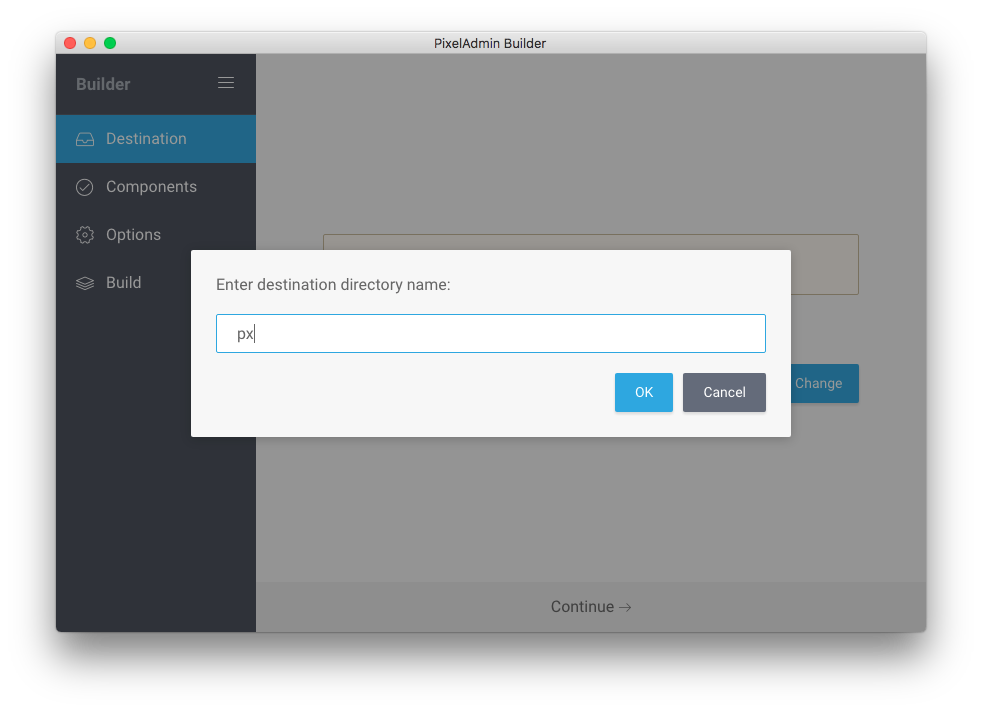 PixelAdmin Builder
Builder
Destination
Components
Options
Build
Enter destination directory name:
px
OK
Cancel
Change
Continue →